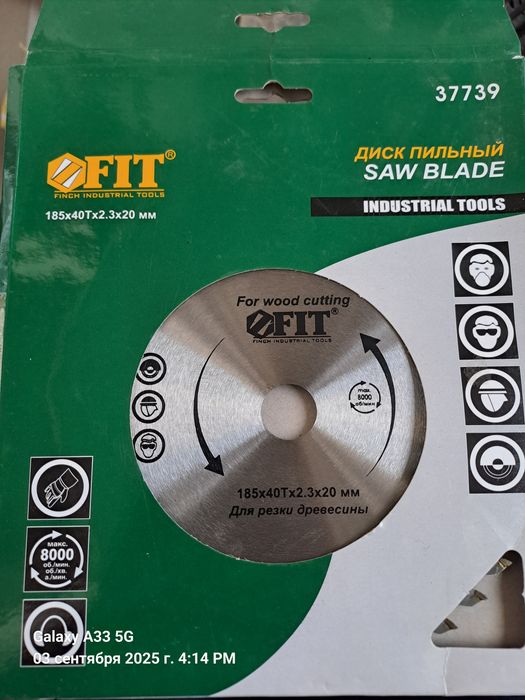 37739
FIT®
FINCH INDUSTRIAL TOOLS
185x40Tx2.3x20 мм
ДИСК ПИЛЬНЫЙ
SAW BLADE
INDUSTRIAL TOOLS
For wood cutting
FIT®
FINCH INDUSTRIAL TOOLS
max.
8000
об/мин
185x40Tx2.3x20 мм
Для резки древесины
макс.
8000
об./мин.
об./хв.
а./мин.
Galaxy A33 5G
03 сентября 2025 г. 4:14 PM